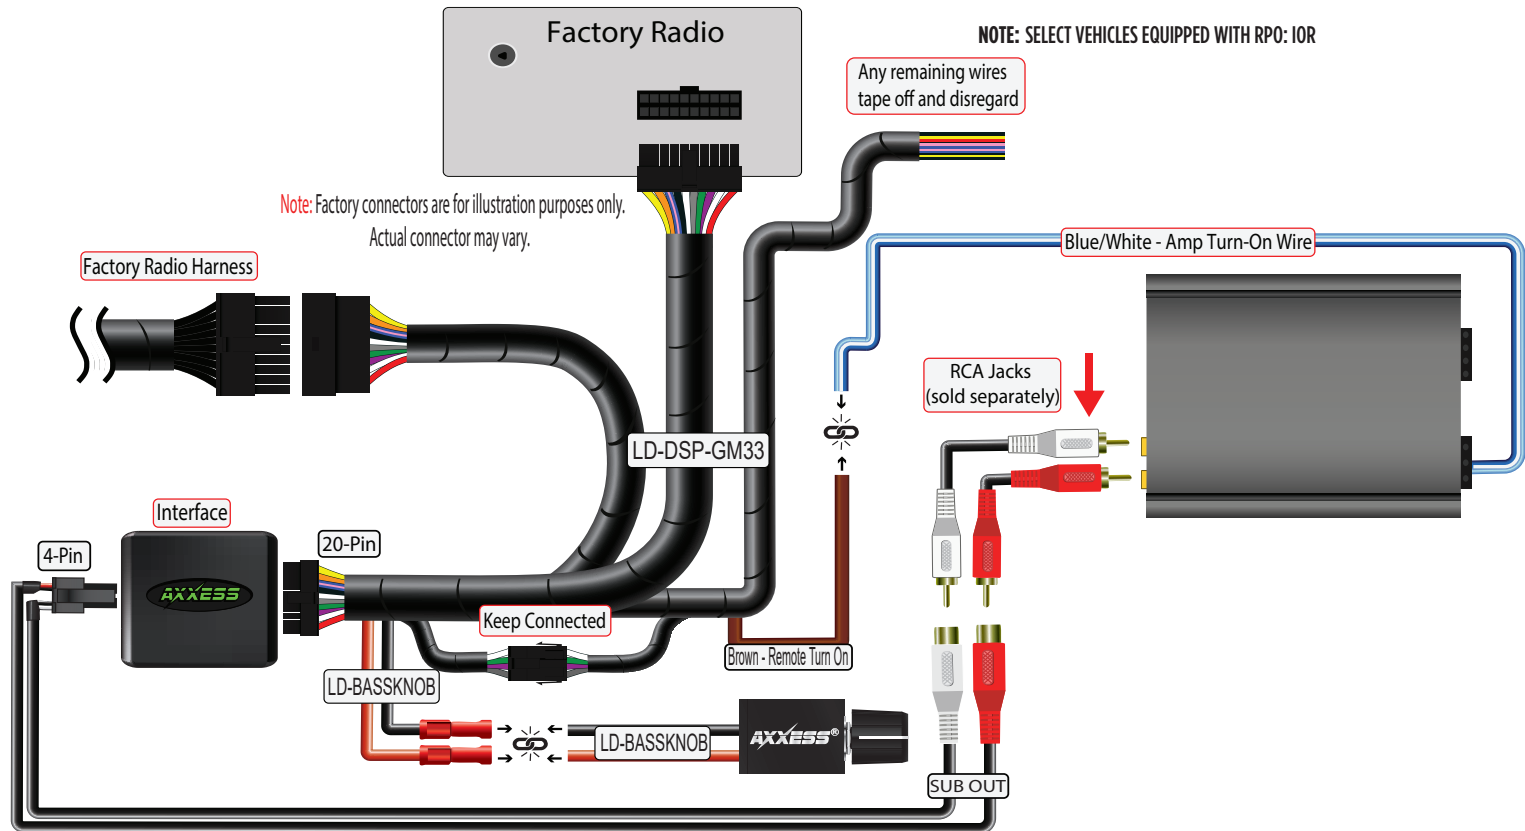 Factory Radio
NOTE: SELECT VEHICLES EQUIPPED WITH RPO: IOR
Any remaining wires
tape off and disregard
Note: Factory connectors are for illustration purposes only.
Actual connector may vary.
Blue/White - Amp Turn-On Wire
Factory Radio Harness
RCA Jacks
(sold separately)
LD-DSP-GM33
Interface
20-Pin
4-Pin
AXXESS
Keep Connected
Brown - Remote Turn On
LD-BASSKNOB
LD-BASSKNOB
AXXESS®
SUB OUT